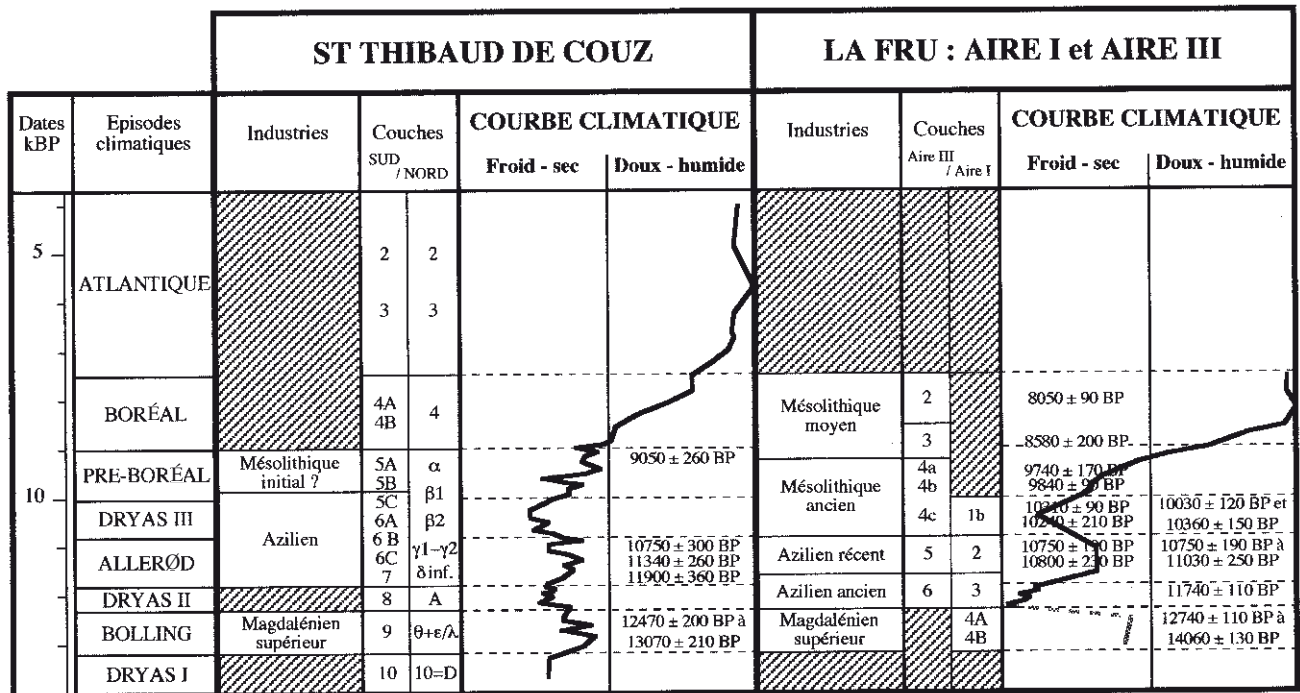 ST THIBAUD DE COUZ LA FRU : AIRE I et AIRE III
Dates kBP Episodes climatiques Industries Couches SUD / NORD COURBE CLIMATIQUE Froid - sec Doux - humide Industries Couches Aire III / Aire I COURBE CLIMATIQUE Froid - sec Doux - humide
5
10
ATLANTIQUE
2 2
3 3
BORÉAL
4A
4B
4
PRE-BORÉAL
DRYAS III
ALLERØD
DRYAS II
BOLLING
DRYAS I
Mésolithique
initial ?
Azilien
Magdalénien
supérieur
5A
5B
5C
6A
6 B
6C
7
8
9
10
α
β1
β2
γ1–γ2
δ inf.
A
θ+ε/λ
10=D
9050 ± 260 BP
10750 ± 300 BP
11340 ± 260 BP
11900 ± 360 BP
12470 ± 200 BP à
13070 ± 210 BP
Mésolithique
moyen
Mésolithique
ancien
Azilien récent
Azilien ancien
Magdalénien
supérieur
2
3
4a
4b
4c
5
6
1b
2
3
4A
4B
8050 ± 90 BP
8580 ± 200 BP
9740 ± 170 BP
9840 ± BP
± 90 BP
± 210 BP
10750 ± BP
10800 ± 230 BP
10030 ± 120 BP et
10360 ± 150 BP
10750 ± 190 BP à
11030 ± 250 BP
11740 ± 110 BP
12740 ± 110 BP à
14060 ± 130 BP